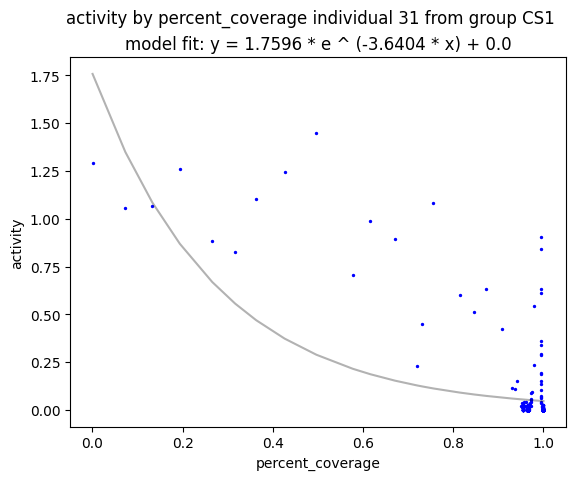 activity by percent_coverage individual 31 from group CS1
model fit: y = 1.7596 * e ^ (-3.6404 * x) + 0.0
1.75
1.50
1.25
1.00
0.75
0.50
0.25
0.00
activity
0.0 0.2 0.4 0.6 0.8 1.0
percent_coverage